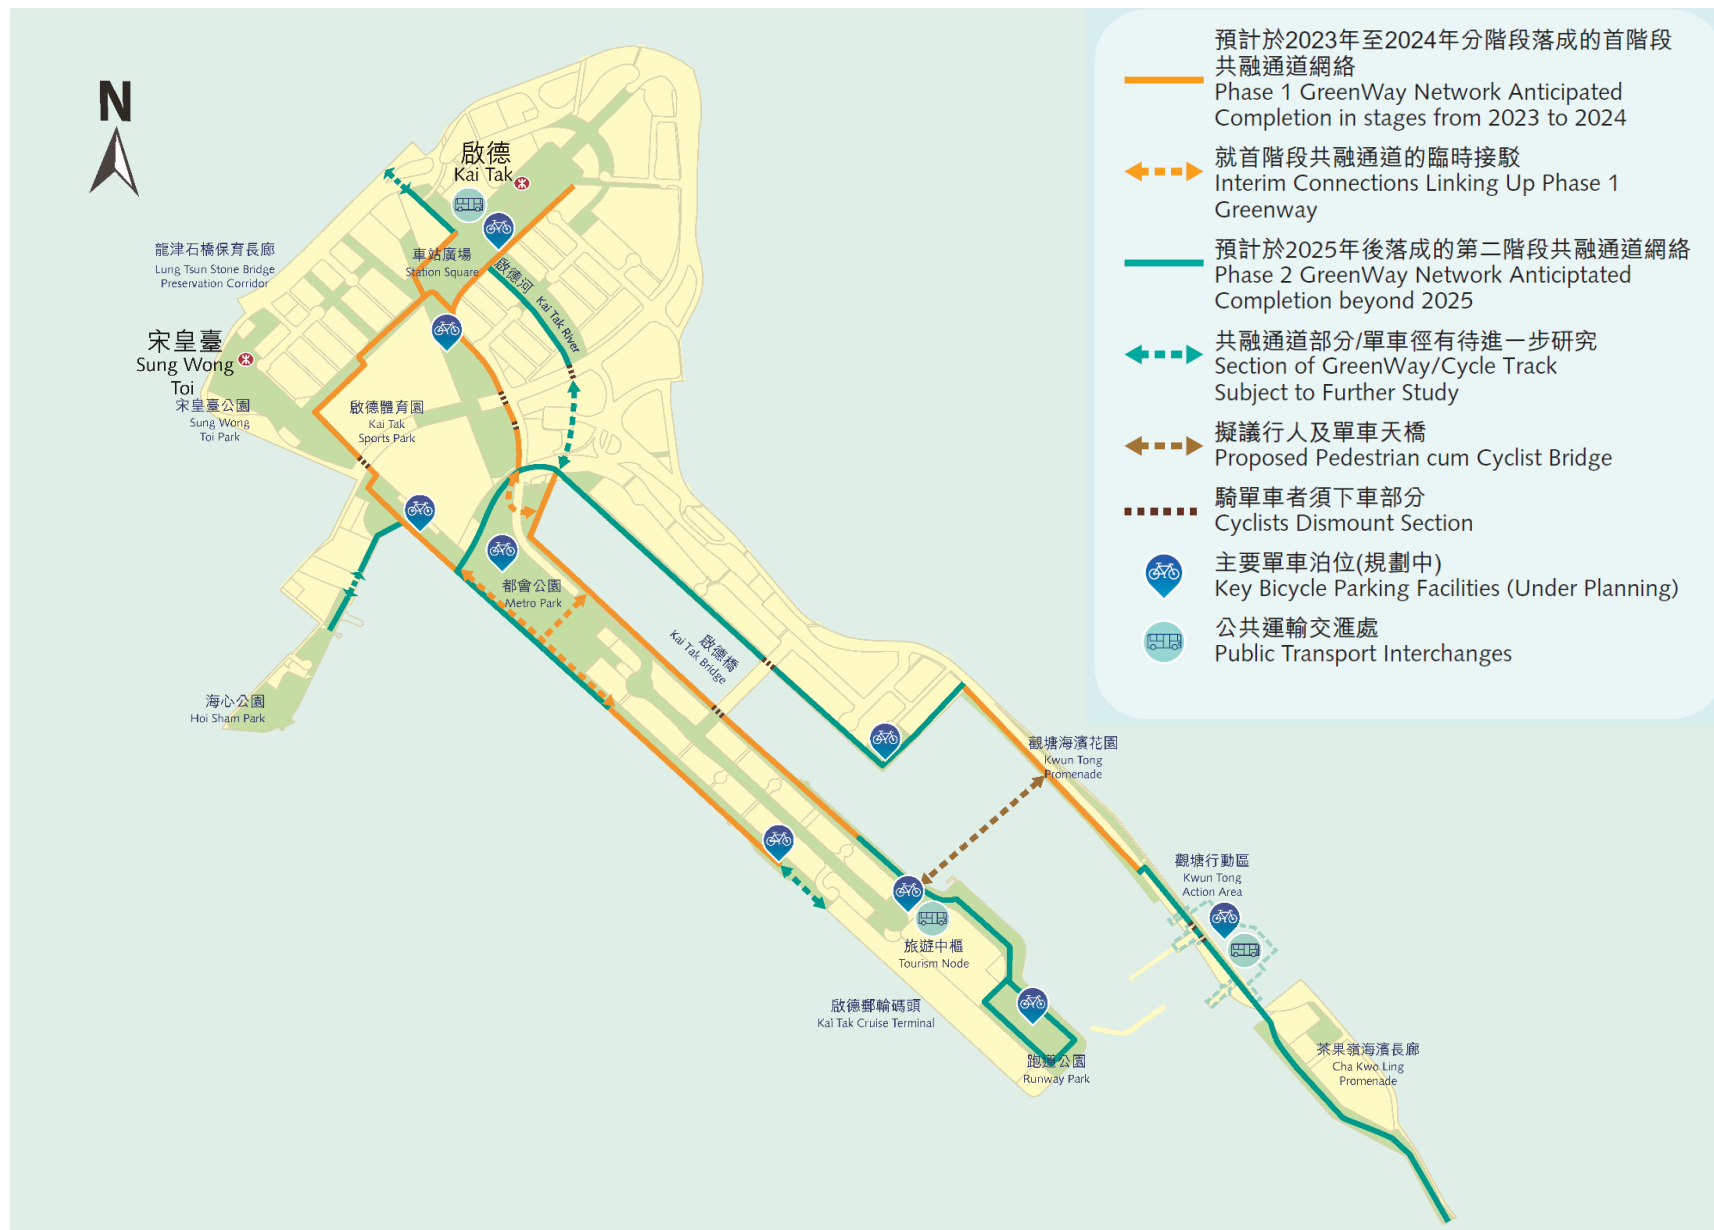 N
啟德
Kai Tak
龍津石橋保育長廊
Lung Tsun Stone Bridge
Preservation Corridor
車站廣場
Station Square
啟德河
Kai Tak River
宋皇臺
Sung Wong
Toi
宋皇臺公園
Sung Wong
Toi Park
啟德體育園
Kai Tak
Sports Park
都會公園
Metro Park
啟德橋
Kai Tak Bridge
海心公園
Hoi Sham Park
觀塘海濱花園
Kwun Tong
Promenade
觀塘行動區
Kwun Tong
Action Area
旅遊中樞
Tourism Node
啟德郵輪碼頭
Kai Tak Cruise Terminal
跑道公園
Runway Park
茶果嶺海濱長廊
Cha Kwo Ling
Promenade
預計於2023年至2024年分階段落成的首階段
共融通道網絡
Phase 1 GreenWay Network Anticipated
Completion in stages from 2023 to 2024
就首階段共融通道的臨時接駁
Interim Connections Linking Up Phase 1
Greenway
預計於2025年後落成的第二階段共融通道網絡
Phase 2 GreenWay Network Anticiptated
Completion beyond 2025
共融通道部分/單車徑有待進一步研究
Section of GreenWay/Cycle Track
Subject to Further Study
擬議行人及單車天橋
Proposed Pedestrian cum Cyclist Bridge
騎單車者須下車部分
Cyclists Dismount Section
主要單車泊位(規劃中)
Key Bicycle Parking Facilities (Under Planning)
公共運輸交滙處
Public Transport Interchanges